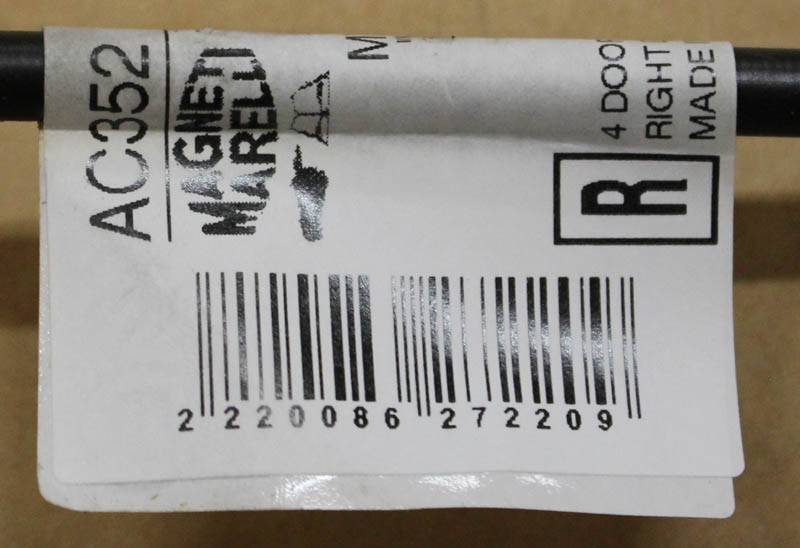 AC352
MAGNETI
MARELLI
4 DOO
RIGHT
MADE
R
2 220086 272209